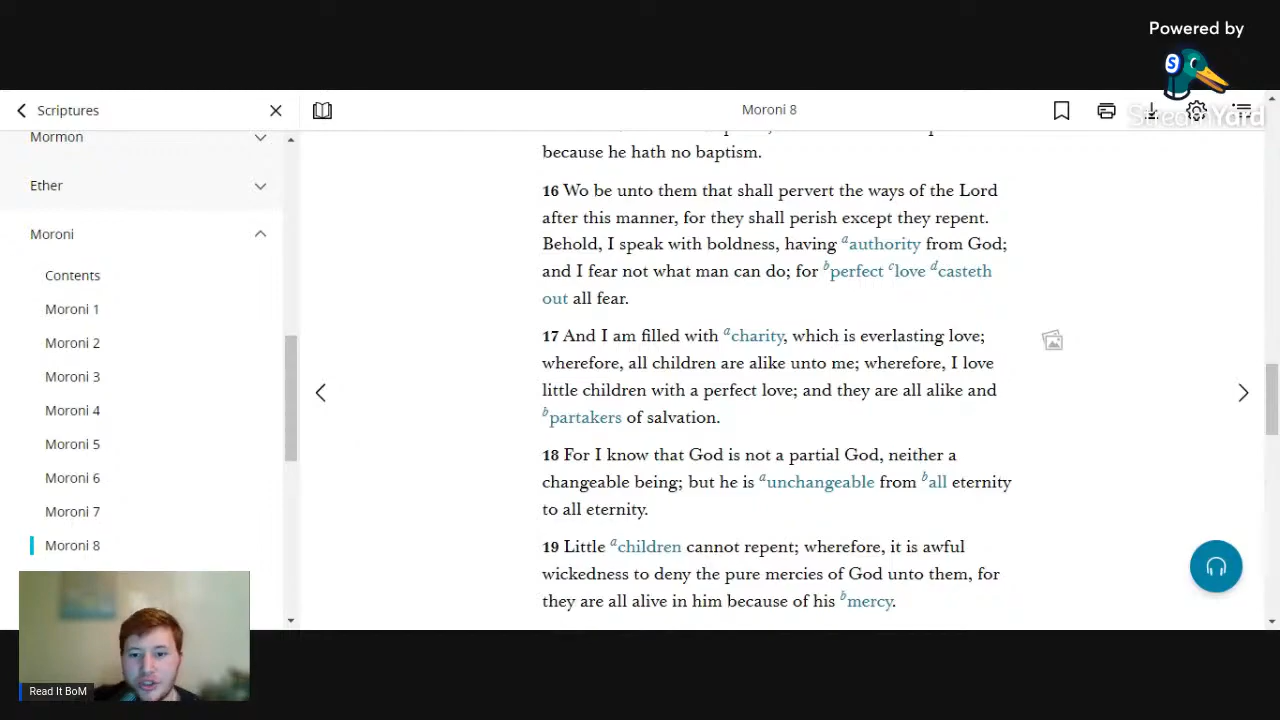 Powered by
StreamYard
Scriptures
Moroni 8
Mormon
Ether
Moroni
Contents
Moroni 1
Moroni 2
Moroni 3
Moroni 4
Moroni 5
Moroni 6
Moroni 7
Moroni 8
because he hath no baptism.
16 Wo be unto them that shall pervert the ways of the Lord
after this manner, for they shall perish except they repent.
Behold, I speak with boldness, having a authority from God;
and I fear not what man can do; for b perfect c love d casteth
out all fear.
17 And I am filled with a charity, which is everlasting love;
wherefore, all children are alike unto me; wherefore, I love
little children with a perfect love; and they are all alike and
b partakers of salvation.
18 For I know that God is not a partial God, neither a
changeable being; but he is a unchangeable from b all eternity
to all eternity.
19 Little a children cannot repent; wherefore, it is awful
wickedness to deny the pure mercies of God unto them, for
they are all alive in him because of his b mercy.
Read It BoM